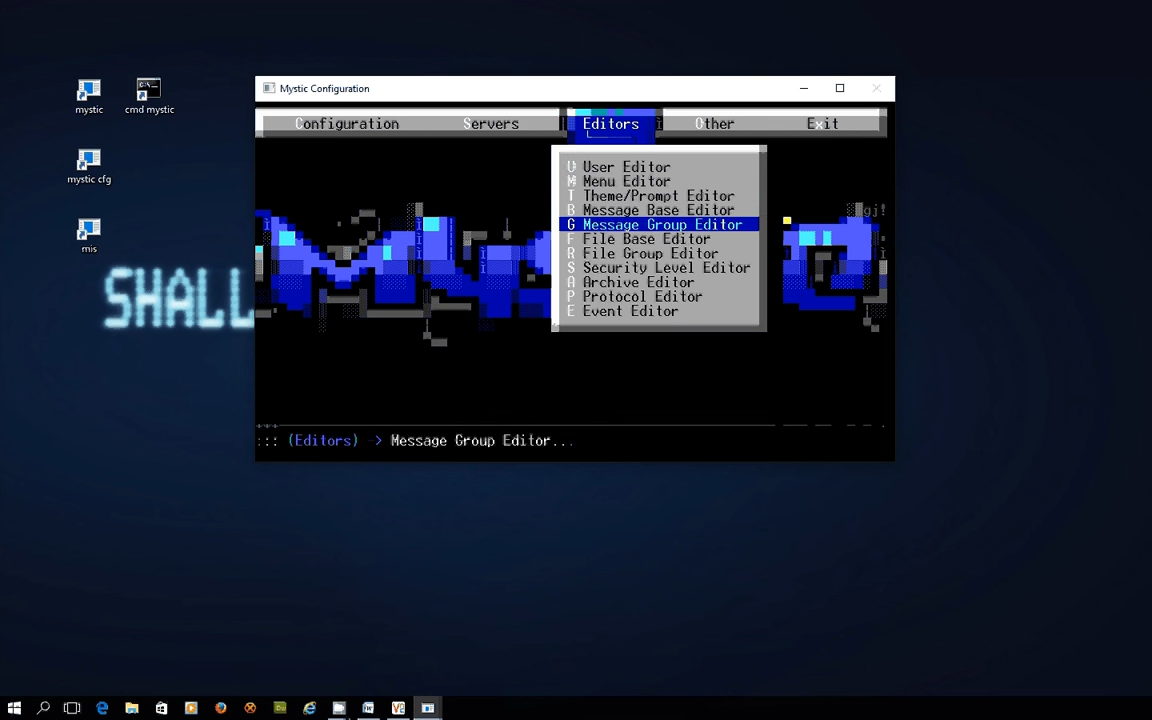 mystic
cmd mystic
mystic cfg
mis
SHALL
Mystic Configuration
Configuration Servers Editors Other Exit
U User Editor
M Menu Editor
T Theme/Prompt Editor
B Message Base Editor
G Message Group Editor
F File Base Editor
R File Group Editor
S Security Level Editor
A Archive Editor
P Protocol Editor
E Event Editor
gj!
::: (Editors) -> Message Group Editor...